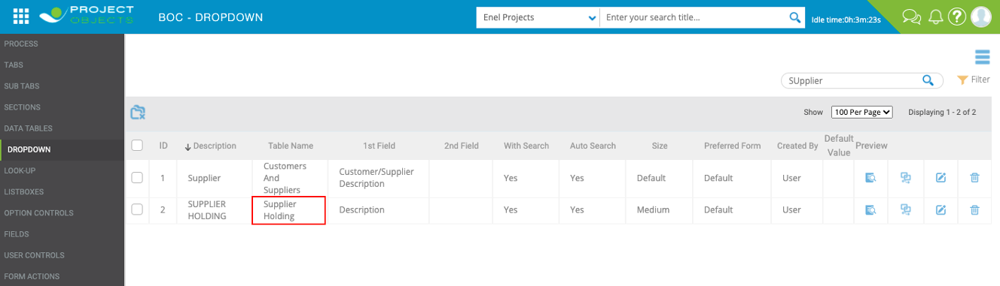 PROJECT
OBJECTS
BOC - DROPDOWN
Enel Projects
Enter your search title...
Idle time:0h:3m:23s
PROCESS
TABS
SUB TABS
SECTIONS
DATA TABLES
DROPDOWN
LOOK-UP
LISTBOXES
OPTION CONTROLS
FIELDS
USER CONTROLS
FORM ACTIONS
SUpplier
Filter
Show
100 Per Page
Displaying 1 - 2 of 2
ID
Description
Table Name
1st Field
2nd Field
With Search
Auto Search
Size
Preferred Form
Created By
Default
Value
Preview
1
Supplier
Customers
And
Suppliers
Customer/Supplier
Description
Yes
Yes
Default
Default
User
2
SUPPLIER
HOLDING
Supplier
Holding
Description
Yes
Yes
Medium
Default
User